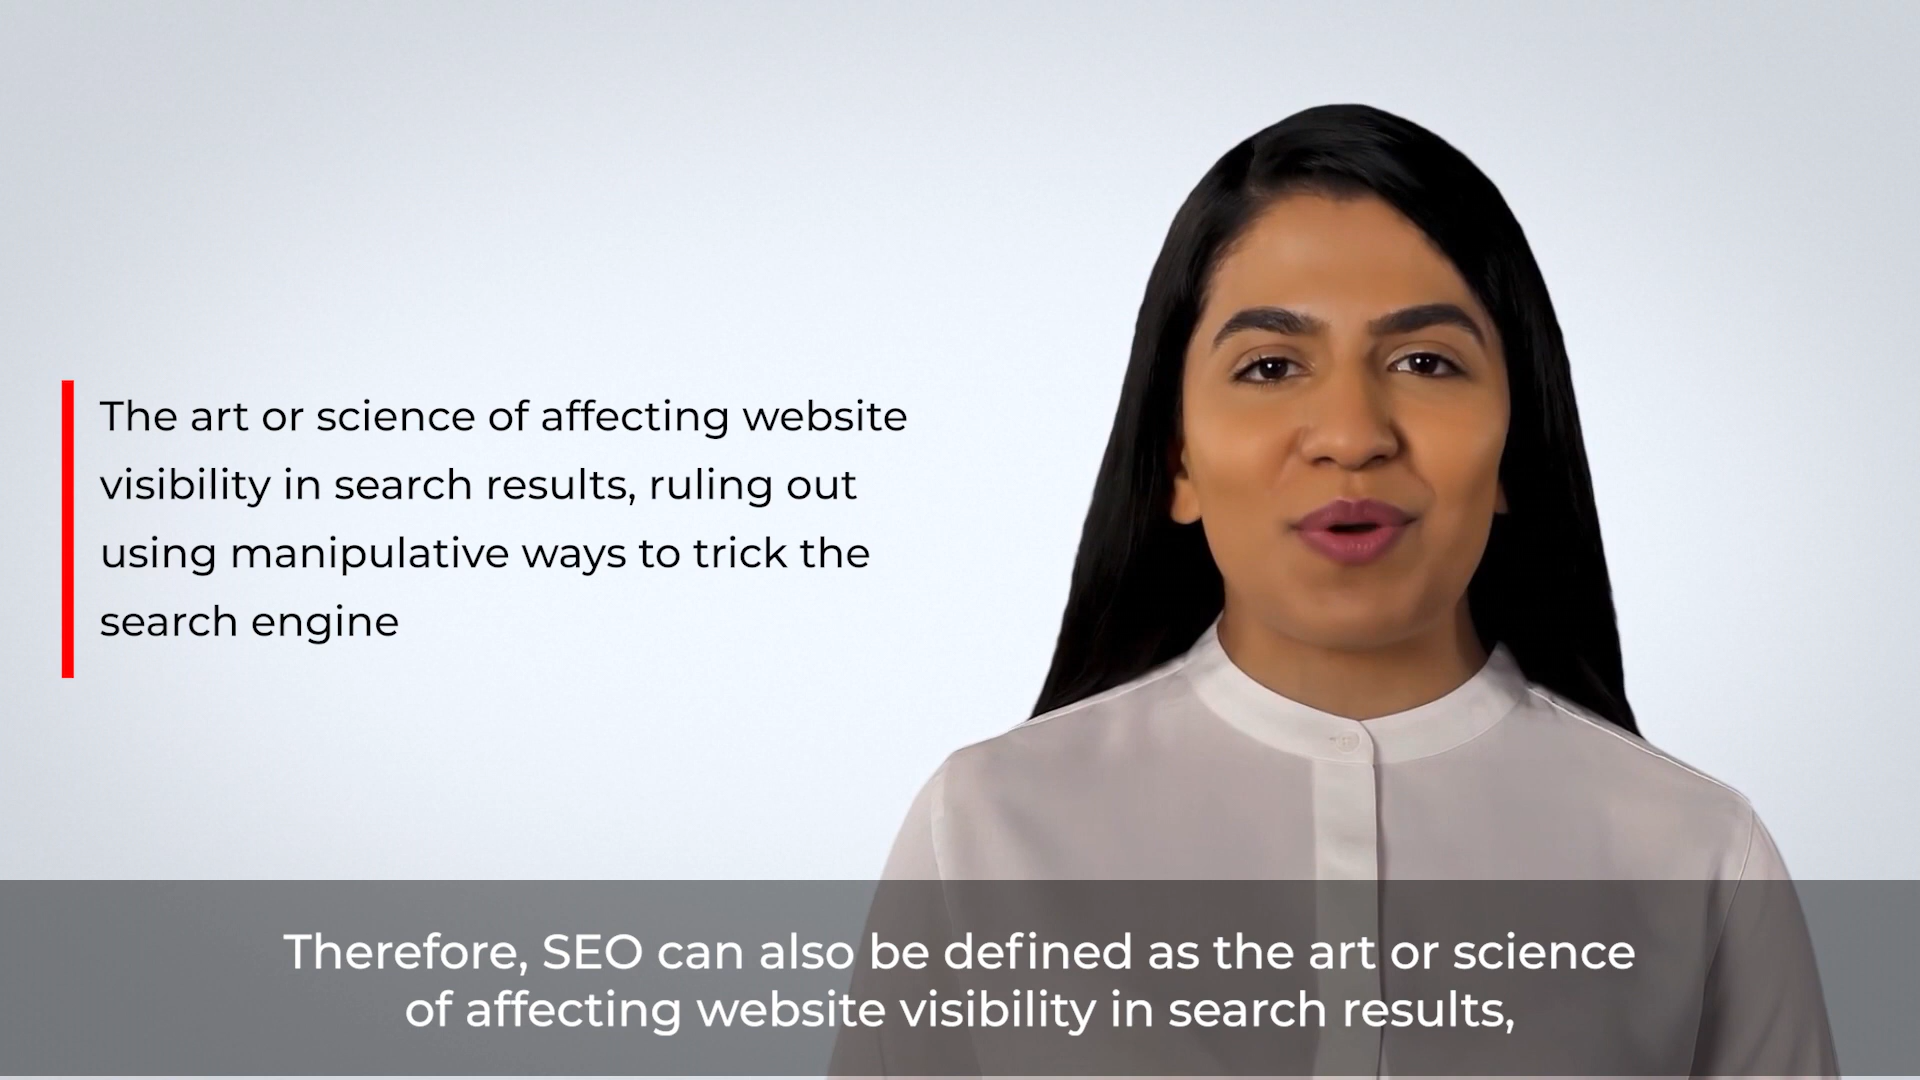 The art or science of affecting website
visibility in search results, ruling out
using manipulative ways to trick the
search engine
Therefore, SEO can also be defined as the art or science
of affecting website visibility in search results,